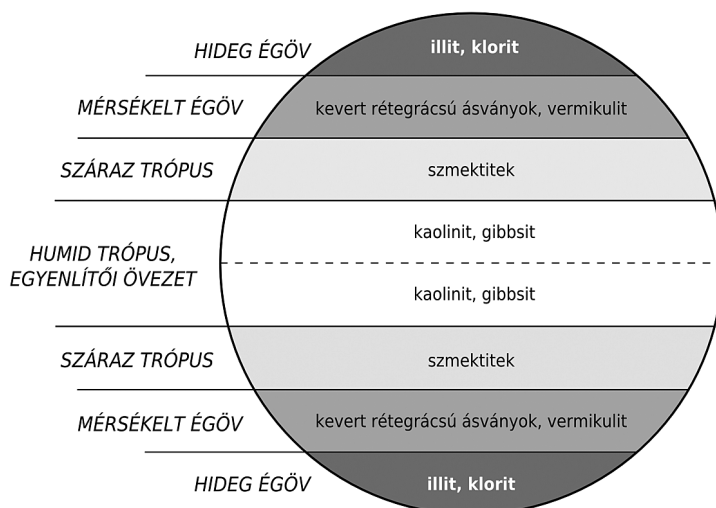 HIDEG ÉGÖV
illit, klorit
MÉRSÉKELT ÉGÖV
kevert rétegrácsú ásványok, vermikulit
SZÁRAZ TRÓPUS
szmektitek
HUMID TRÓPUS,
EGYENLÍTŐI ÖVEZET
kaolinit, gibbsit
kaolinit, gibbsit
SZÁRAZ TRÓPUS
szmektitek
MÉRSÉKELT ÉGÖV
kevert rétegrácsú ásványok, vermikulit
HIDEG ÉGÖV
illit, klorit